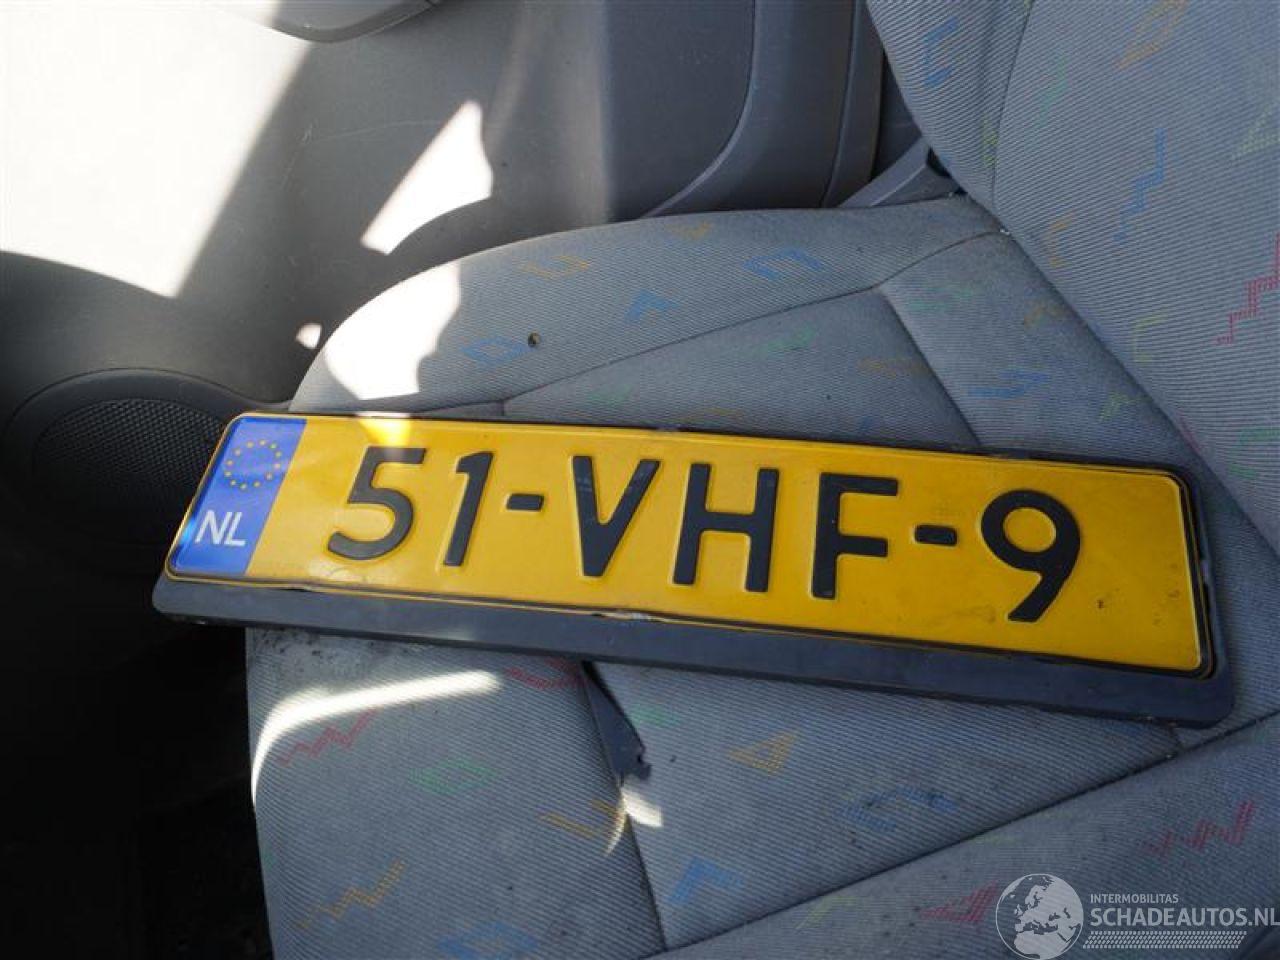 NL 51-VHF-9
INTERMOBILITAS
SCHADEAUTOS.NL